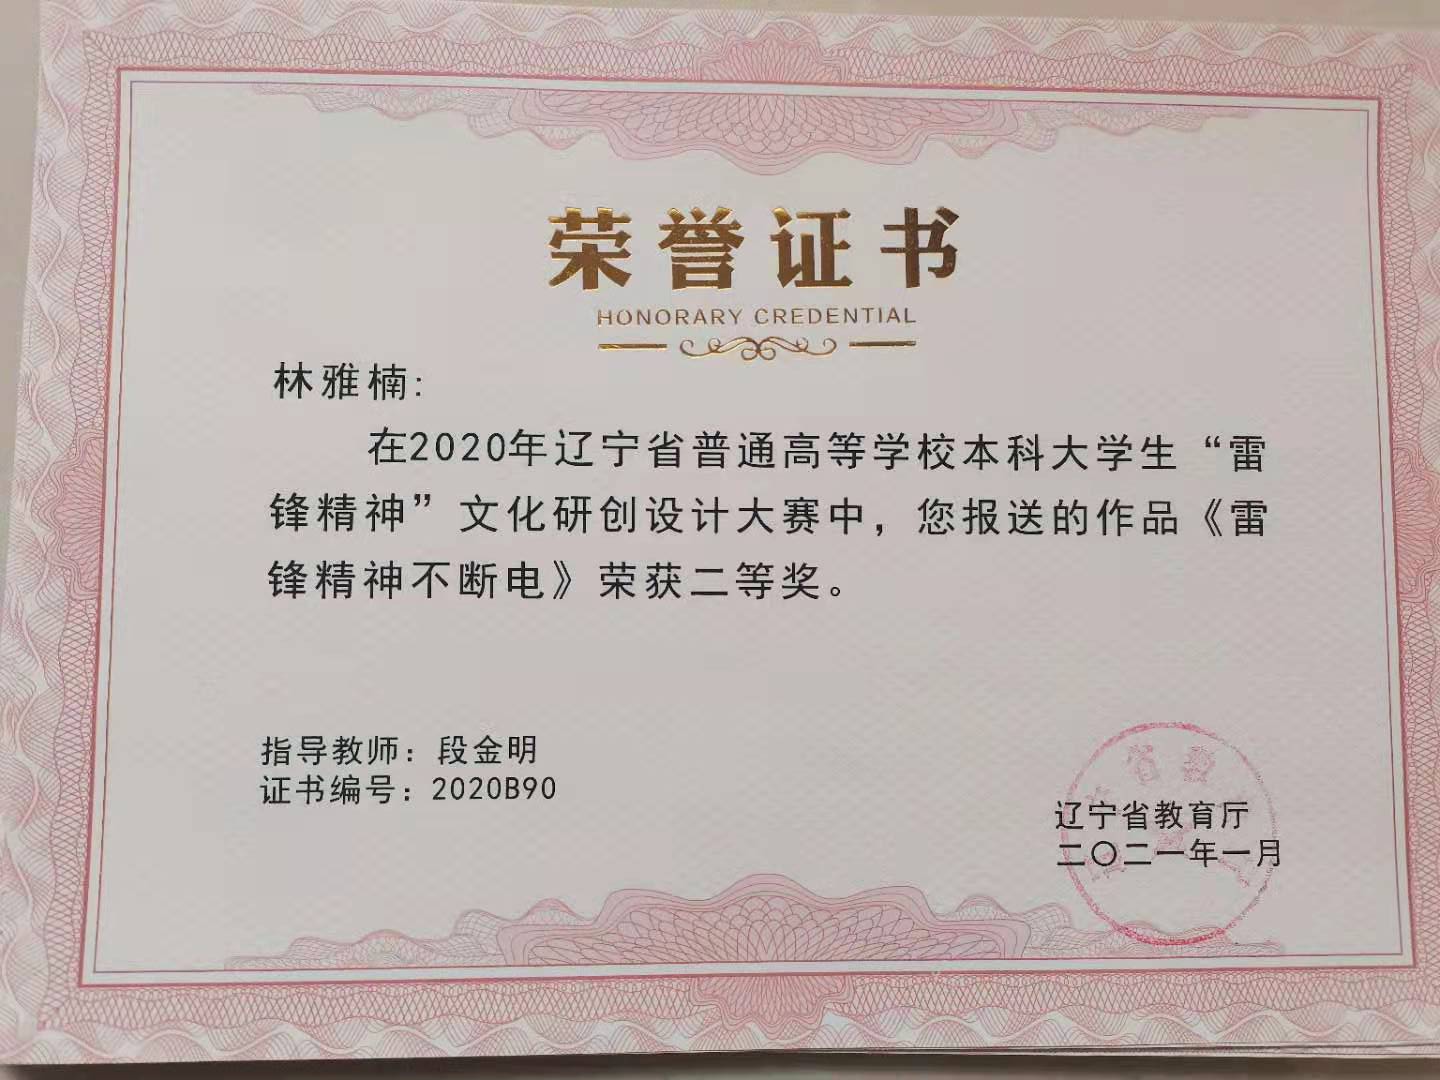 荣誉证书
HONORARY CREDENTIAL
林雅楠:
在2020年辽宁省普通高等学校本科大学生“雷
锋精神”文化研创设计大赛中，您报送的作品《雷
锋精神不断电》荣获二等奖。
指导教师：段金明
证书编号：2020B90
辽宁省教育厅
二〇二一年一月